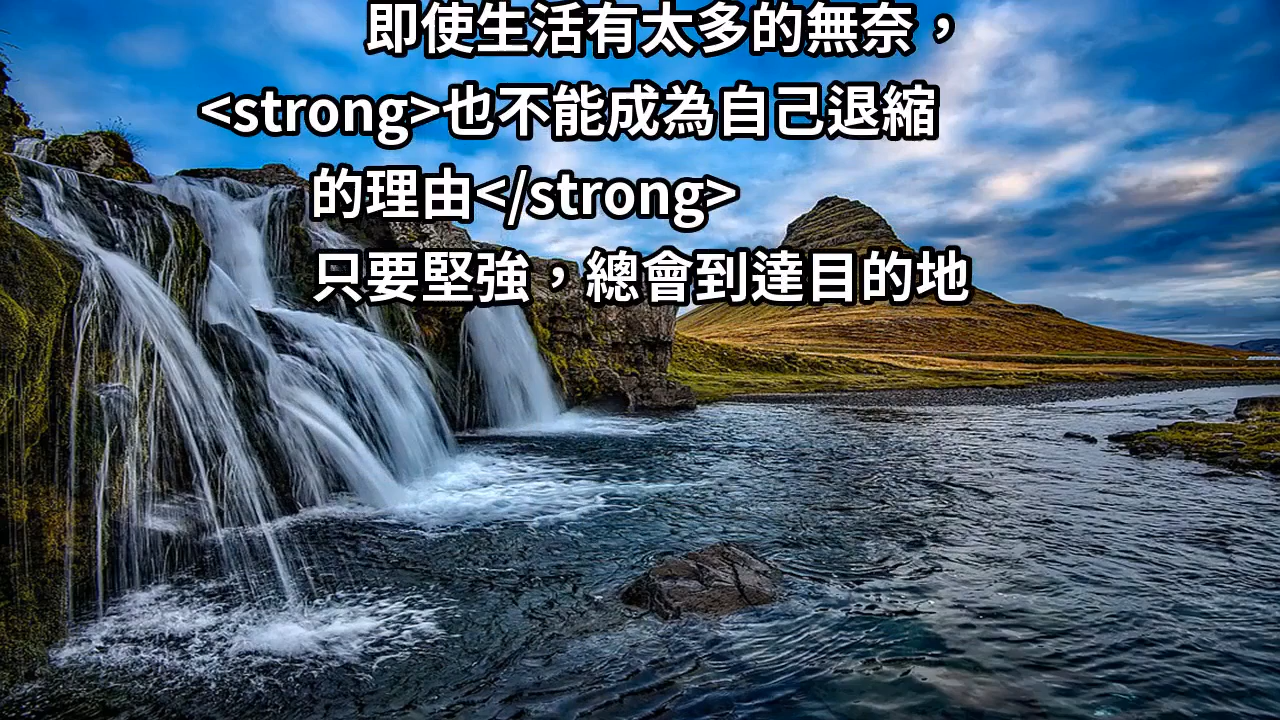 即使生活有太多的無奈，
<strong>也不能成為自己退縮
的理由</strong>
只要堅強，總會到達目的地